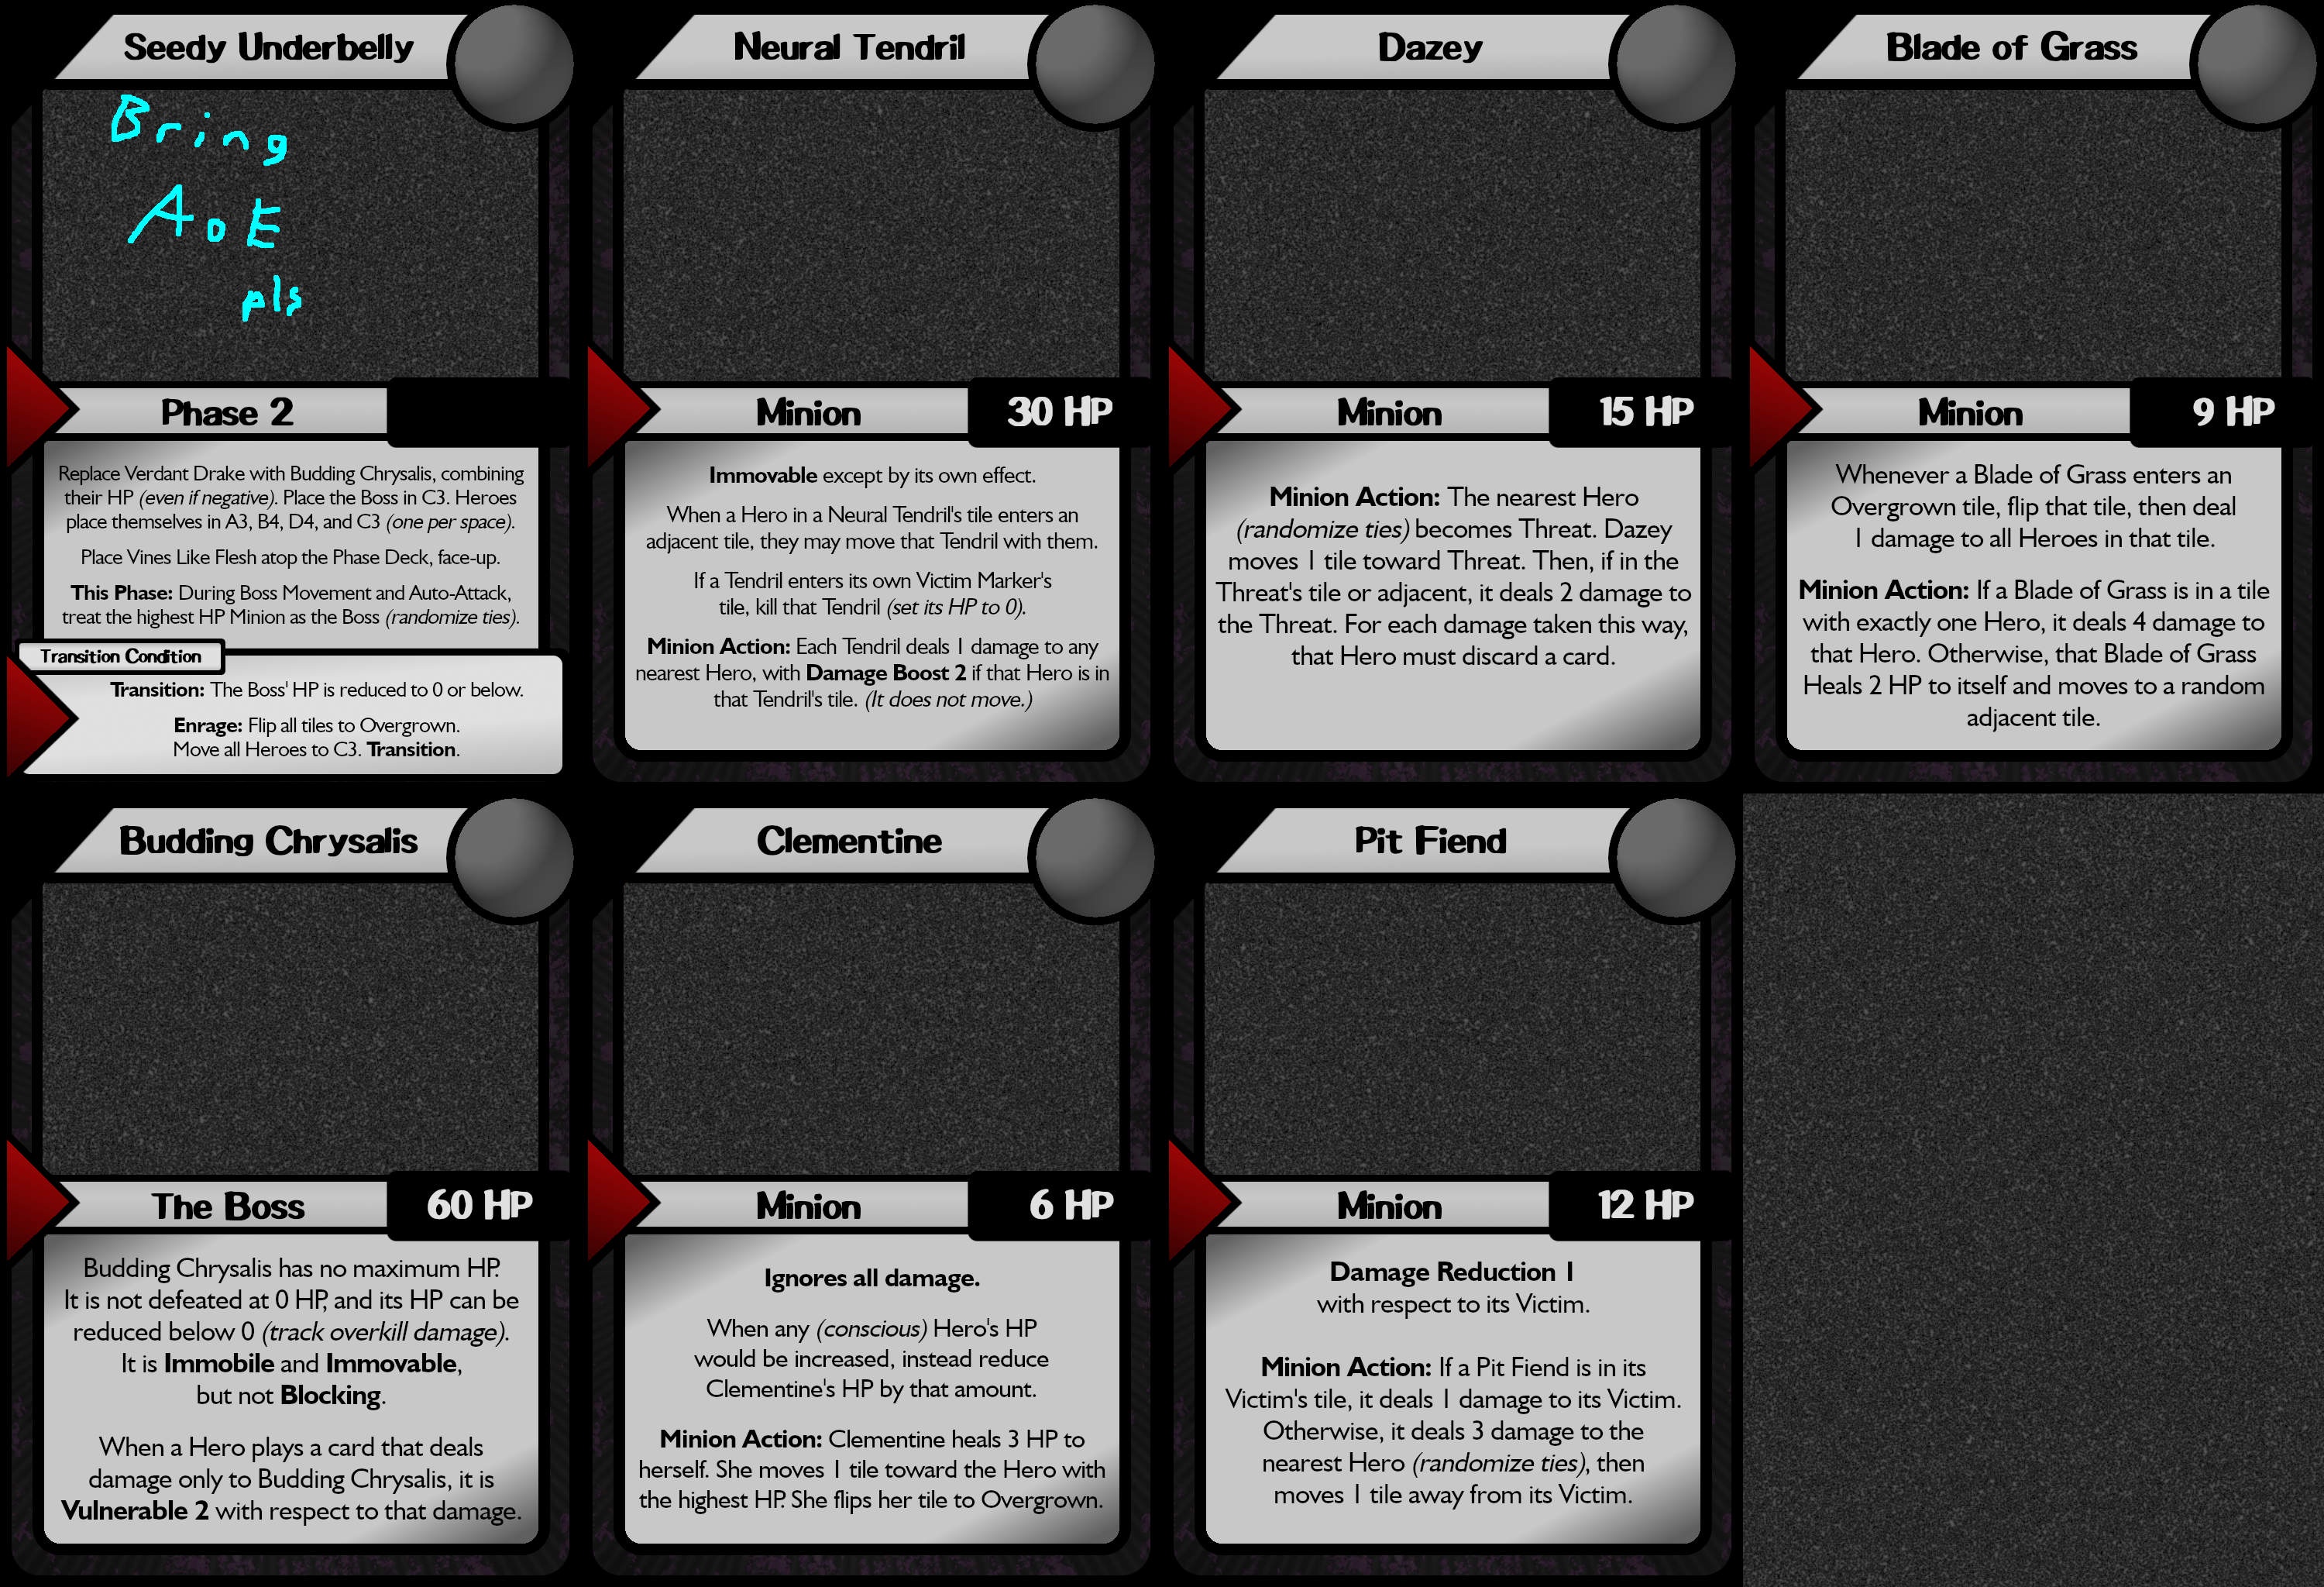 Seedy Underbelly
Bring
AoE
pls
Phase 2
Replace Verdant Drake with Budding Chrysalis, combining
their HP (even if negative). Place the Boss in C3. Heroes
place themselves in A3, B4, D4, and C3 (one per space).
Place Vines Like Flesh atop the Phase Deck, face-up.
This Phase: During Boss Movement and Auto-Attack,
treat the highest HP Minion as the Boss (randomize ties).
Transition Condition
Transition: The Boss' HP is reduced to 0 or below.
Enrage: Flip all tiles to Overgrown.
Move all Heroes to C3. Transition.
Neural Tendril
Minion
30 HP
Immovable except by its own effect.
When a Hero in a Neural Tendril's tile enters an
adjacent tile, they may move that Tendril with them.
If a Tendril enters its own Victim Marker's
tile, kill that Tendril (set its HP to 0).
Minion Action: Each Tendril deals 1 damage to any
nearest Hero, with Damage Boost 2 if that Hero is in
that Tendril's tile. (It does not move.)
Dazey
Minion
15 HP
Minion Action: The nearest Hero
(randomize ties) becomes Threat. Dazey
moves 1 tile toward Threat. Then, if in the
Threat's tile or adjacent, it deals 2 damage to
the Threat. For each damage taken this way,
that Hero must discard a card.
Blade of Grass
Minion
9 HP
Whenever a Blade of Grass enters an
Overgrown tile, flip that tile, then deal
1 damage to all Heroes in that tile.
Minion Action: If a Blade of Grass is in a tile
with exactly one Hero, it deals 4 damage to
that Hero. Otherwise, that Blade of Grass
Heals 2 HP to itself and moves to a random
adjacent tile.
Budding Chrysalis
The Boss
60 HP
Budding Chrysalis has no maximum HP.
It is not defeated at 0 HP, and its HP can be
reduced below 0 (track overkill damage).
It is Immobile and Immovable,
but not Blocking.
When a Hero plays a card that deals
damage only to Budding Chrysalis, it is
Vulnerable 2 with respect to that damage.
Clementine
Minion
6 HP
Ignores all damage.
When any (conscious) Hero's HP
would be increased, instead reduce
Clementine's HP by that amount.
Minion Action: Clementine heals 3 HP to
herself. She moves 1 tile toward the Hero with
the highest HP. She flips her tile to Overgrown.
Pit Fiend
Minion
12 HP
Damage Reduction 1
with respect to its Victim.
Minion Action: If a Pit Fiend is in its
Victim's tile, it deals 1 damage to its Victim.
Otherwise, it deals 3 damage to the
nearest Hero (randomize ties), then
moves 1 tile away from its Victim.